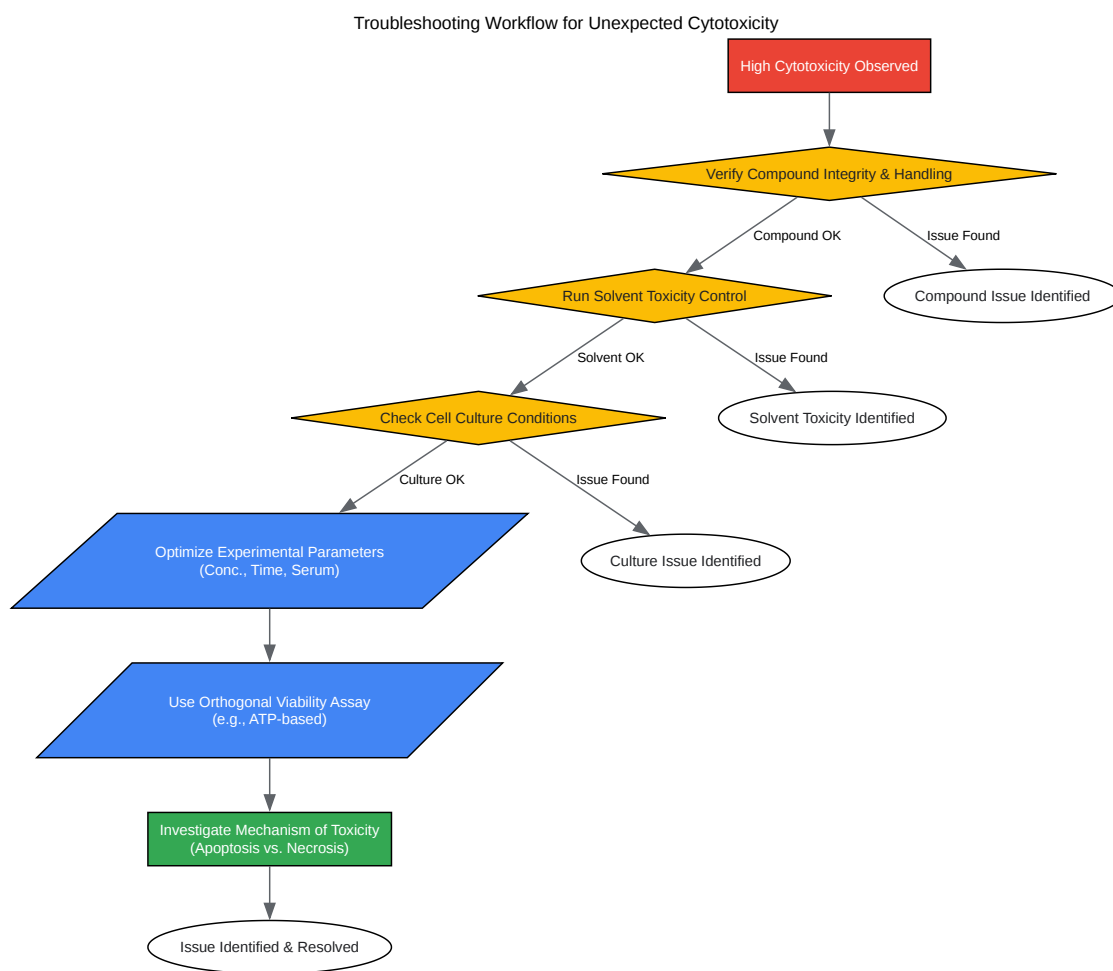 Troubleshooting Workflow for Unexpected Cytotoxicity
High Cytotoxicity Observed
Verify Compound Integrity & Handling
Compound OK
Issue Found
Run Solvent Toxicity Control
Compound Issue Identified
Solvent OK
Issue Found
Check Cell Culture Conditions
Solvent Toxicity Identified
Culture OK
Issue Found
Optimize Experimental Parameters
(Conc., Time, Serum)
Culture Issue Identified
Use Orthogonal Viability Assay
(e.g., ATP-based)
Investigate Mechanism of Toxicity
(Apoptosis vs. Necrosis)
Issue Identified & Resolved